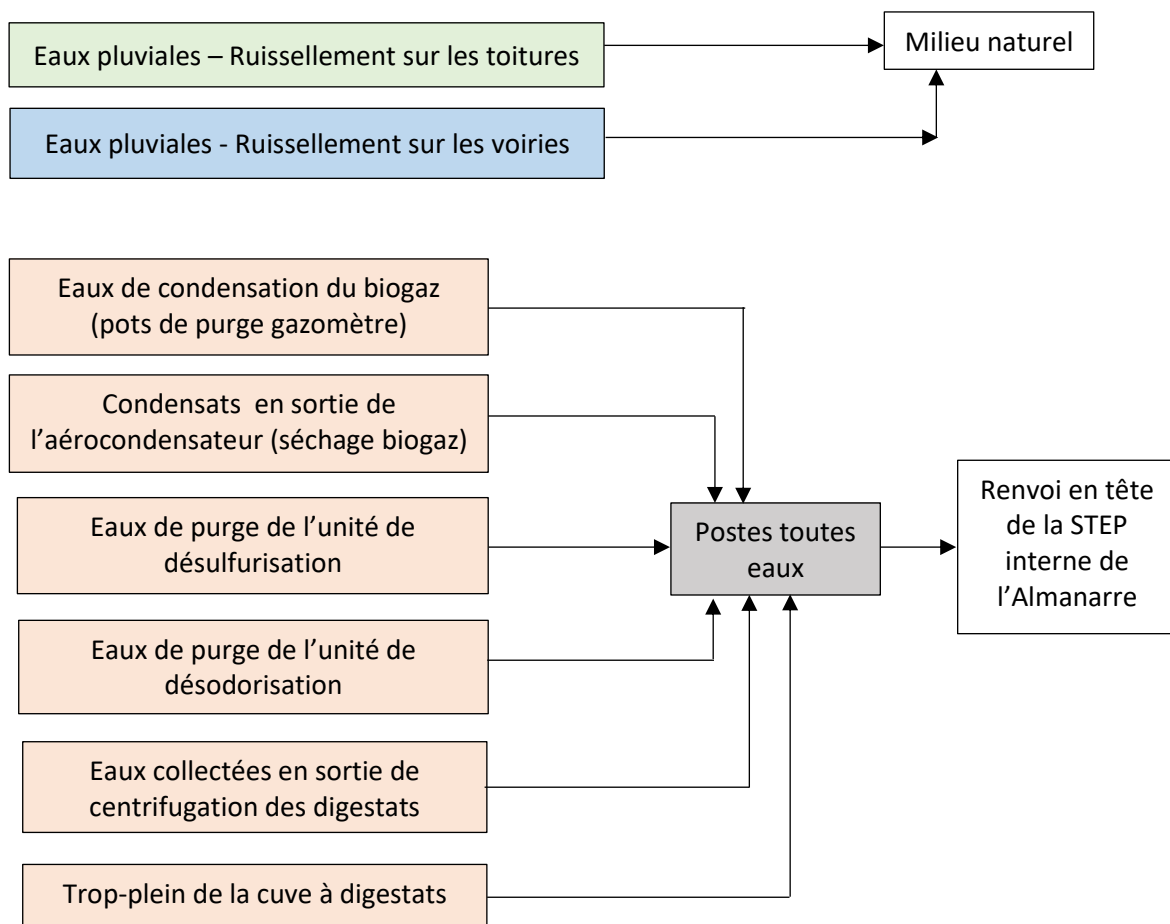 Eaux pluviales – Ruissellement sur les toitures
Milieu naturel
Eaux pluviales - Ruissellement sur les voiries
Eaux de condensation du biogaz
(pots de purge gazomètre)
Condensats en sortie de
l’aérocondensateur (séchage biogaz)
Eaux de purge de l’unité de
désulfurisation
Postes toutes
eaux
Renvoi en tête
de la STEP
interne de
l’Almanarre
Eaux de purge de l’unité de
désodorisation
Eaux collectées en sortie de
centrifugation des digestats
Trop-plein de la cuve à digestats